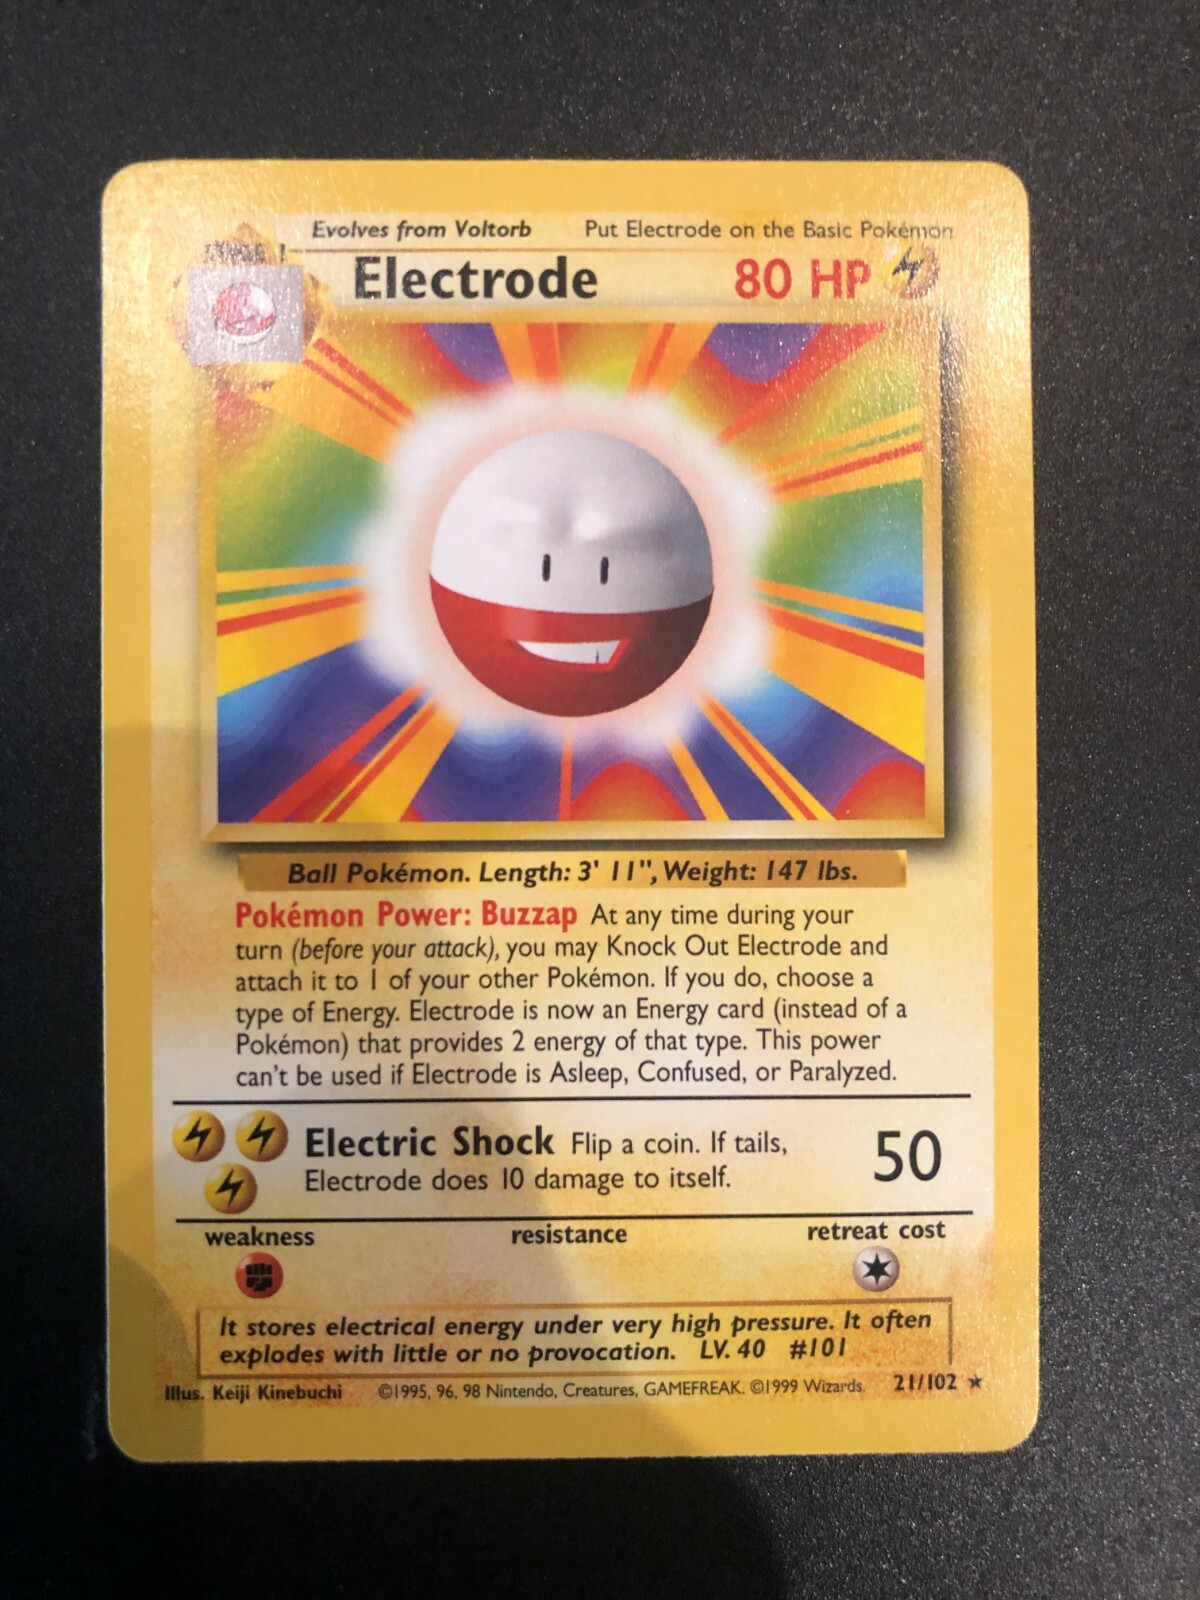 Evolves from Voltorb Put Electrode on the Basic Pokémon
STAGE 1
Electrode 80 HP
Ball Pokémon. Length: 3' 11", Weight: 147 lbs.
Pokémon Power: Buzzap At any time during your
turn (before your attack), you may Knock Out Electrode and
attach it to 1 of your other Pokémon. If you do, choose a
type of Energy. Electrode is now an Energy card (instead of a
Pokémon) that provides 2 energy of that type. This power
can't be used if Electrode is Asleep, Confused, or Paralyzed.
Electric Shock Flip a coin. If tails, 50
Electrode does 10 damage to itself.
weakness resistance retreat cost
It stores electrical energy under very high pressure. It often
explodes with little or no provocation. LV. 40 #101
Illus. Keiji Kinebuchi ©1995, 96, 98 Nintendo, Creatures, GAMEFREAK. ©1999 Wizards. 21/102 ★